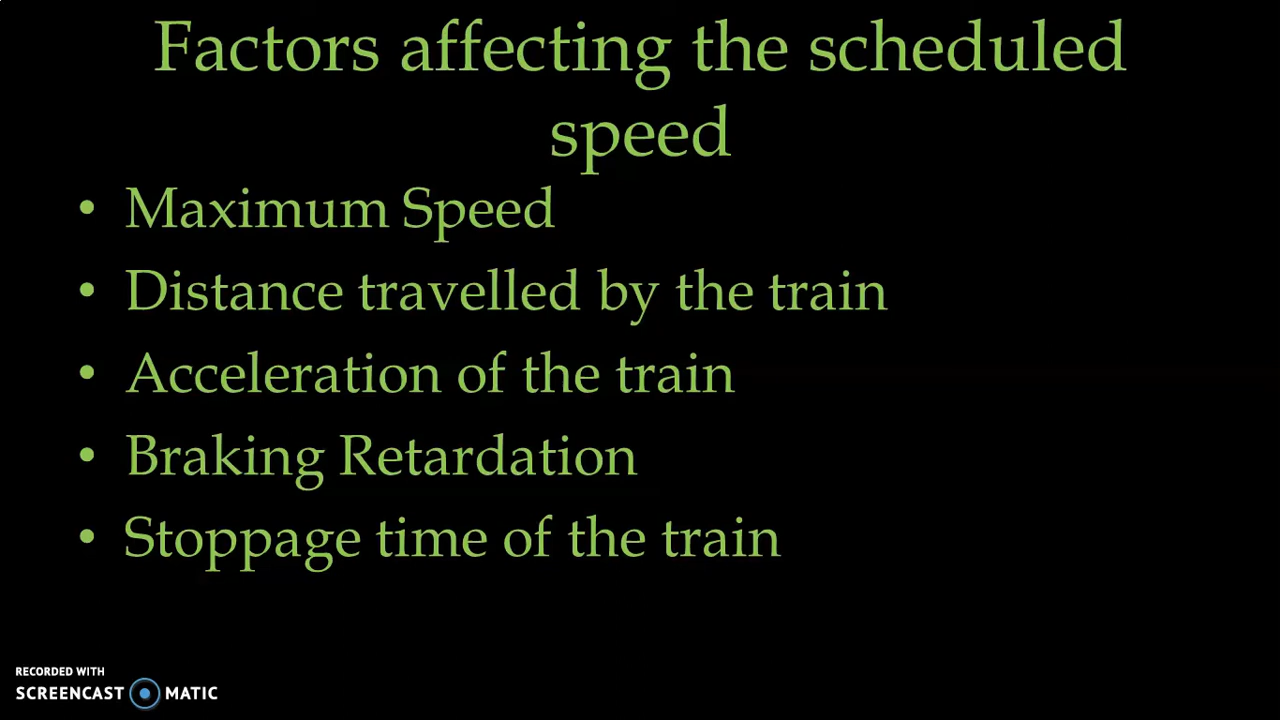 Factors affecting the scheduled
speed
• Maximum Speed
• Distance travelled by the train
• Acceleration of the train
• Braking Retardation
• Stoppage time of the train
RECORDED WITH
SCREENCAST MATIC